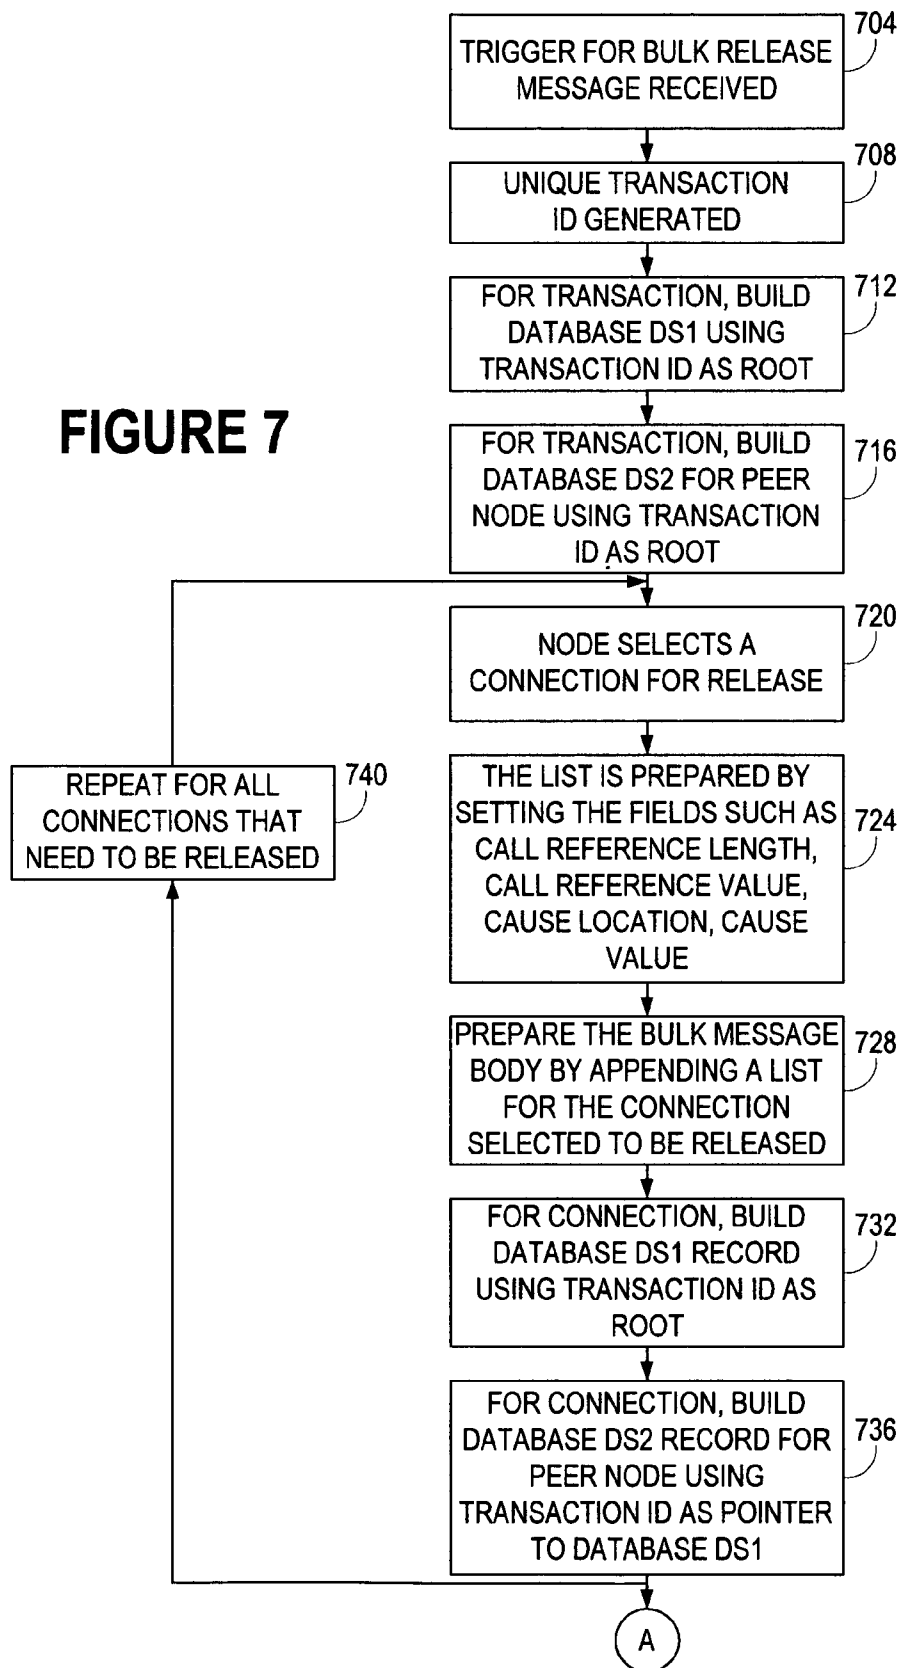 704
TRIGGER FOR BULK RELEASE
MESSAGE RECEIVED
708
UNIQUE TRANSACTION
ID GENERATED
712
FOR TRANSACTION, BUILD
DATABASE DS1 USING
TRANSACTION ID AS ROOT
FIGURE 7
716
FOR TRANSACTION, BUILD
DATABASE DS2 FOR PEER
NODE USING TRANSACTION
ID AS ROOT
720
NODE SELECTS A
CONNECTION FOR RELEASE
740
REPEAT FOR ALL
CONNECTIONS THAT
NEED TO BE RELEASED
724
THE LIST IS PREPARED BY
SETTING THE FIELDS SUCH AS
CALL REFERENCE LENGTH,
CALL REFERENCE VALUE,
CAUSE LOCATION, CAUSE
VALUE
728
PREPARE THE BULK MESSAGE
BODY BY APPENDING A LIST
FOR THE CONNECTION
SELECTED TO BE RELEASED
732
FOR CONNECTION, BUILD
DATABASE DS1 RECORD
USING TRANSACTION ID AS
ROOT
736
FOR CONNECTION, BUILD
DATABASE DS2 RECORD FOR
PEER NODE USING
TRANSACTION ID AS POINTER
TO DATABASE DS1
A